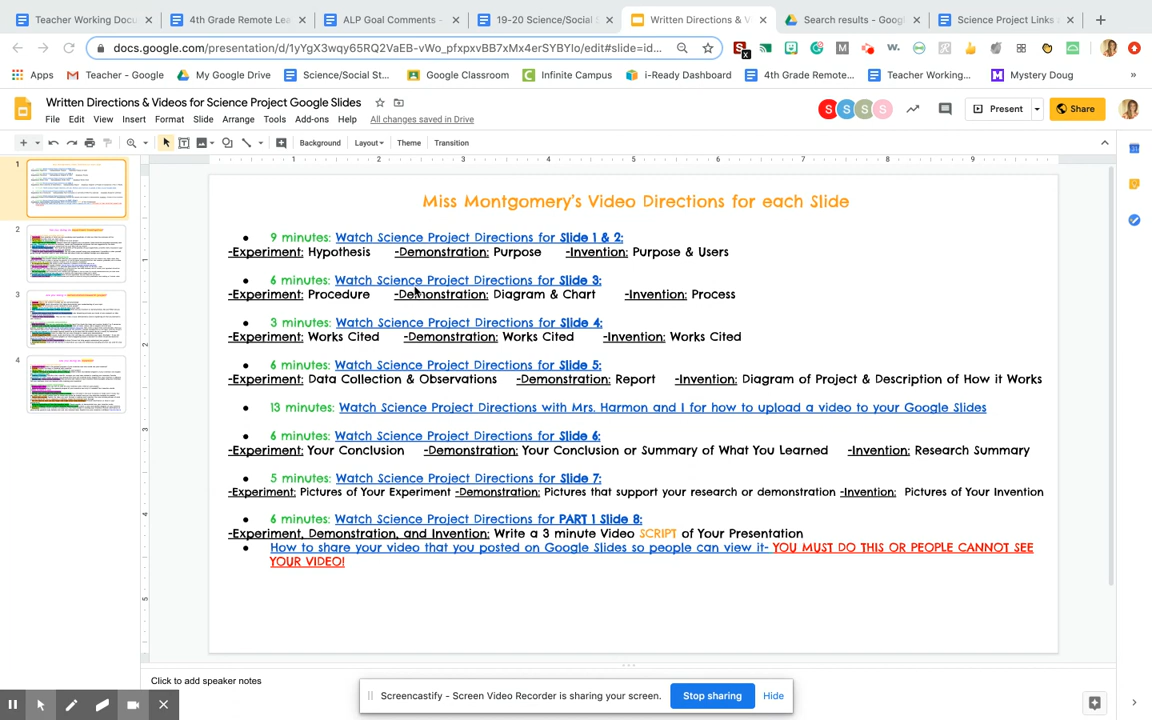 Teacher Working Docu
4th Grade Remote Lea
ALP Goal Comments -
19-20 Science/Social S
Written Directions & V
Search results - Goog
Science Project Links a
docs.google.com/presentation/d/1yYgX3wqy65RQ2VaEB-vWo_pfxpxvBB7xMx4erSYBYIo/edit#slide=id...
Apps
Teacher - Google
My Google Drive
Science/Social St...
Google Classroom
Infinite Campus
i-Ready Dashboard
4th Grade Remote...
Teacher Working...
Mystery Doug
Written Directions & Videos for Science Project Google Slides
Share
Present
File Edit View Insert Format Slide Arrange Tools Add-ons Help All changes saved in Drive
Background Layout Theme Transition
Miss Montgomery's Video Directions for each Slide
9 minutes: Watch Science Project Directions for Slide 1 & 2:
-Experiment: Hypothesis -Demonstration: Purpose -Invention: Purpose & Users
6 minutes: Watch Science Project Directions for Slide 3:
-Experiment: Procedure -Demonstration: Diagram & Chart -Invention: Process
3 minutes: Watch Science Project Directions for Slide 4:
-Experiment: Works Cited -Demonstration: Works Cited -Invention: Works Cited
6 minutes: Watch Science Project Directions for Slide 5:
-Experiment: Data Collection & Observations -Demonstration: Report -Invention: Diagram of Project & Description of How it Works
13 minutes: Watch Science Project Directions with Mrs. Harmon and I for how to upload a video to your Google Slides
6 minutes: Watch Science Project Directions for Slide 6:
-Experiment: Your Conclusion -Demonstration: Your Conclusion or Summary of What You Learned -Invention: Research Summary
5 minutes: Watch Science Project Directions for Slide 7:
-Experiment: Pictures of Your Experiment -Demonstration: Pictures that support your research or demonstration -Invention: Pictures of Your Invention
6 minutes: Watch Science Project Directions for PART 1 Slide 8:
-Experiment, Demonstration, and Invention: Write a 3 minute Video SCRIPT of Your Presentation
How to share your video that you posted on Google Slides so people can view it- YOU MUST DO THIS OR PEOPLE CANNOT SEE
YOUR VIDEO!
Click to add speaker notes
Screencastify - Screen Video Recorder is sharing your screen.
Stop sharing
Hide